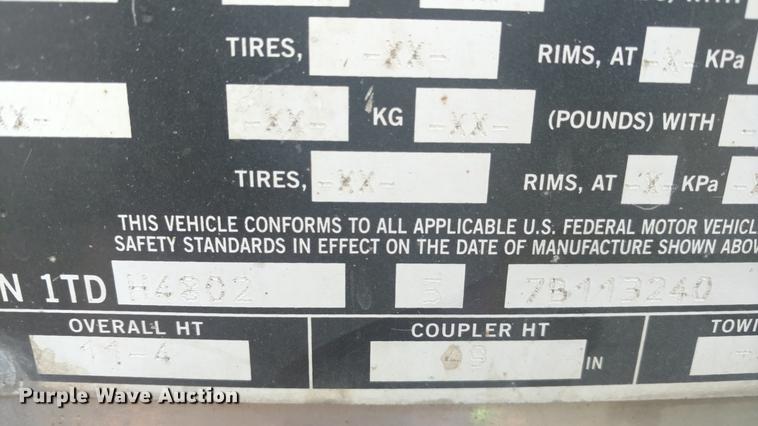 TIRES, -XX- RIMS, AT -X- KPa
XX- -XX- KG -XX- (POUNDS) WITH
TIRES, -XX- RIMS, AT -X- KPa
THIS VEHICLE CONFORMS TO ALL APPLICABLE U.S. FEDERAL MOTOR VEHICL
SAFETY STANDARDS IN EFFECT ON THE DATE OF MANUFACTURE SHOWN ABOV
N 1TD H4802 3 7B113240
OVERALL HT COUPLER HT TOWI
11-4 49 IN
Purple Wave Auction